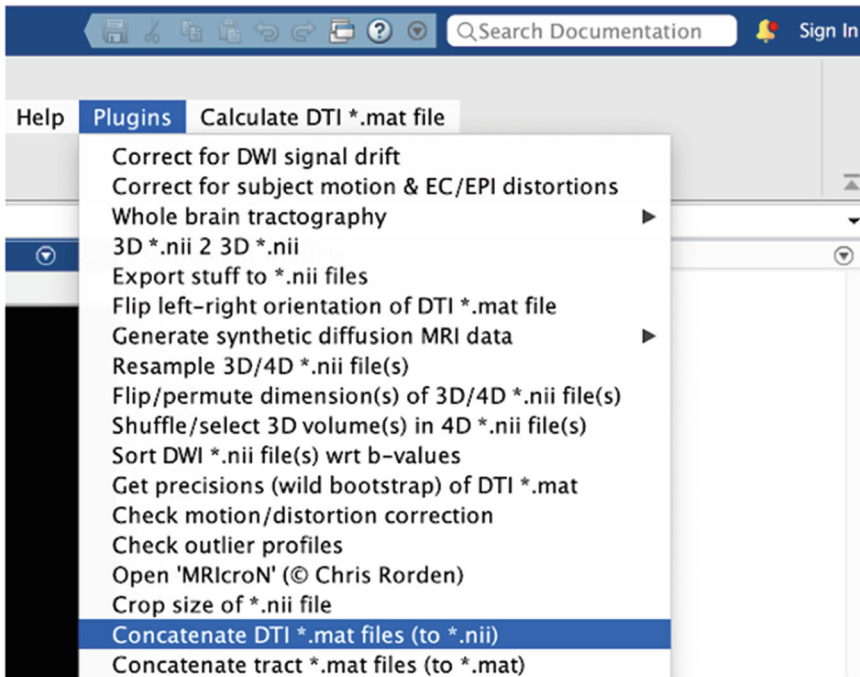 Search Documentation
Sign In
Help Plugins Calculate DTI *.mat file
Correct for DWI signal drift
Correct for subject motion & EC/EPI distortions
Whole brain tractography
3D *.nii 2 3D *.nii
Export stuff to *.nii files
Flip left-right orientation of DTI *.mat file
Generate synthetic diffusion MRI data
Resample 3D/4D *.nii file(s)
Flip/permute dimension(s) of 3D/4D *.nii file(s)
Shuffle/select 3D volume(s) in 4D *.nii file(s)
Sort DWI *.nii file(s) wrt b-values
Get precisions (wild bootstrap) of DTI *.mat
Check motion/distortion correction
Check outlier profiles
Open 'MRIcroN' (© Chris Rorden)
Crop size of *.nii file
Concatenate DTI *.mat files (to *.nii)
Concatenate tract *.mat files (to *.mat)